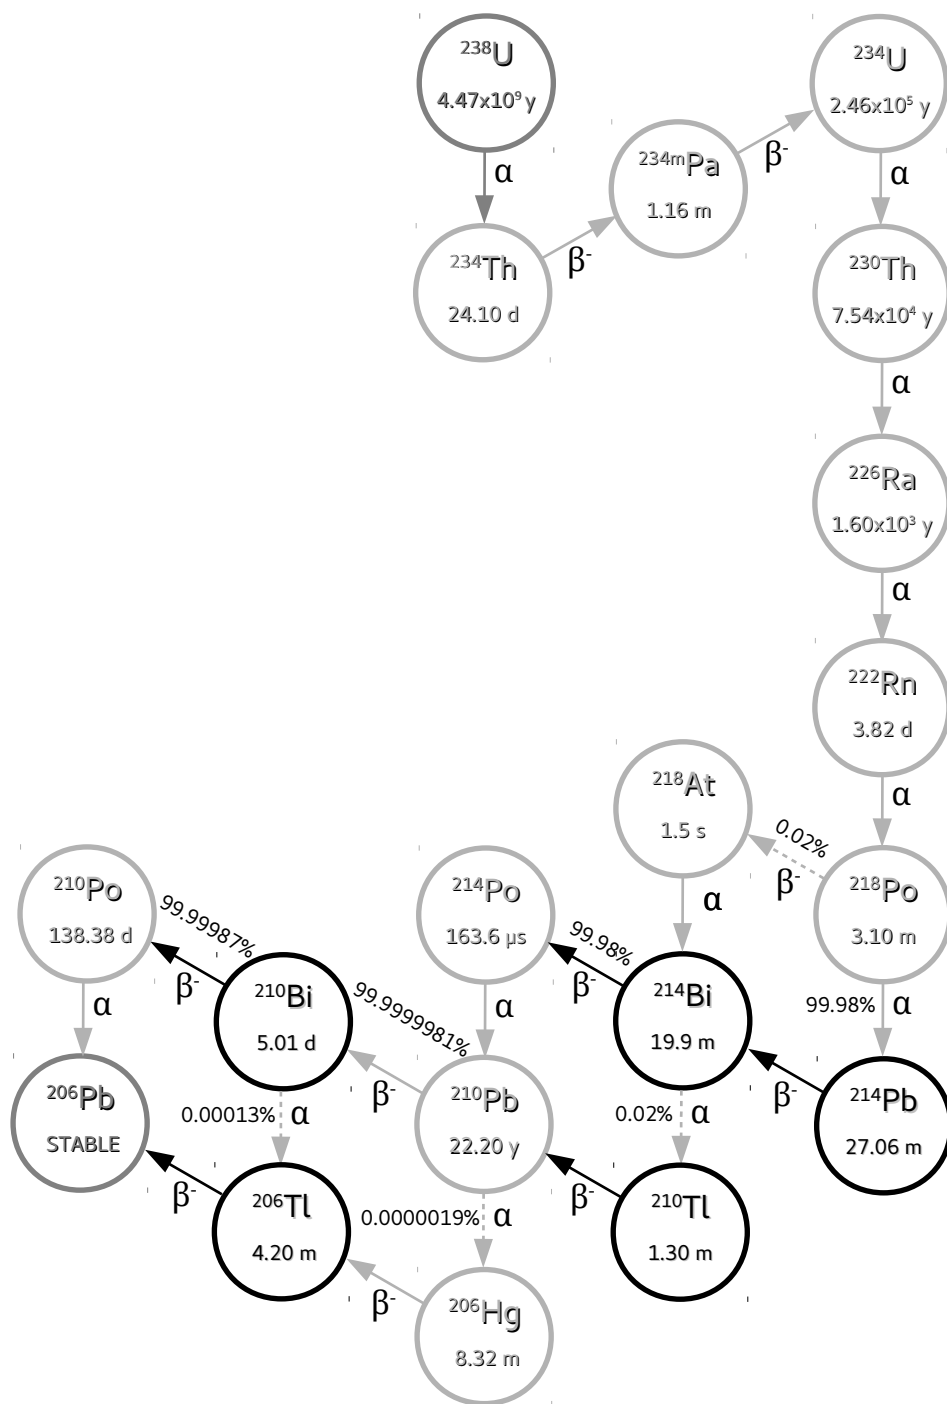 ²³⁸U
4.47x10⁹ y
α
²³⁴Th
24.10 d
β⁻
²³⁴ᵐPa
1.16 m
β⁻
²³⁴U
2.46x10⁵ y
α
²³⁰Th
7.54x10⁴ y
α
²²⁶Ra
1.60x10³ y
α
²²²Rn
3.82 d
α
²¹⁸Po
3.10 m
0.02%
β⁻
²¹⁸At
1.5 s
α
99.98%
α
²¹⁴Pb
27.06 m
β⁻
²¹⁴Bi
19.9 m
99.98%
β⁻
²¹⁴Po
163.6 µs
α
0.02%
α
²¹⁰Tl
1.30 m
β⁻
²¹⁰Pb
22.20 y
99.9999981%
β⁻
²¹⁰Bi
5.01 d
0.0000019%
α
²⁰⁶Hg
8.32 m
β⁻
99.99987%
β⁻
²¹⁰Po
138.38 d
α
0.00013%
α
²⁰⁶Tl
4.20 m
β⁻
²⁰⁶Pb
STABLE